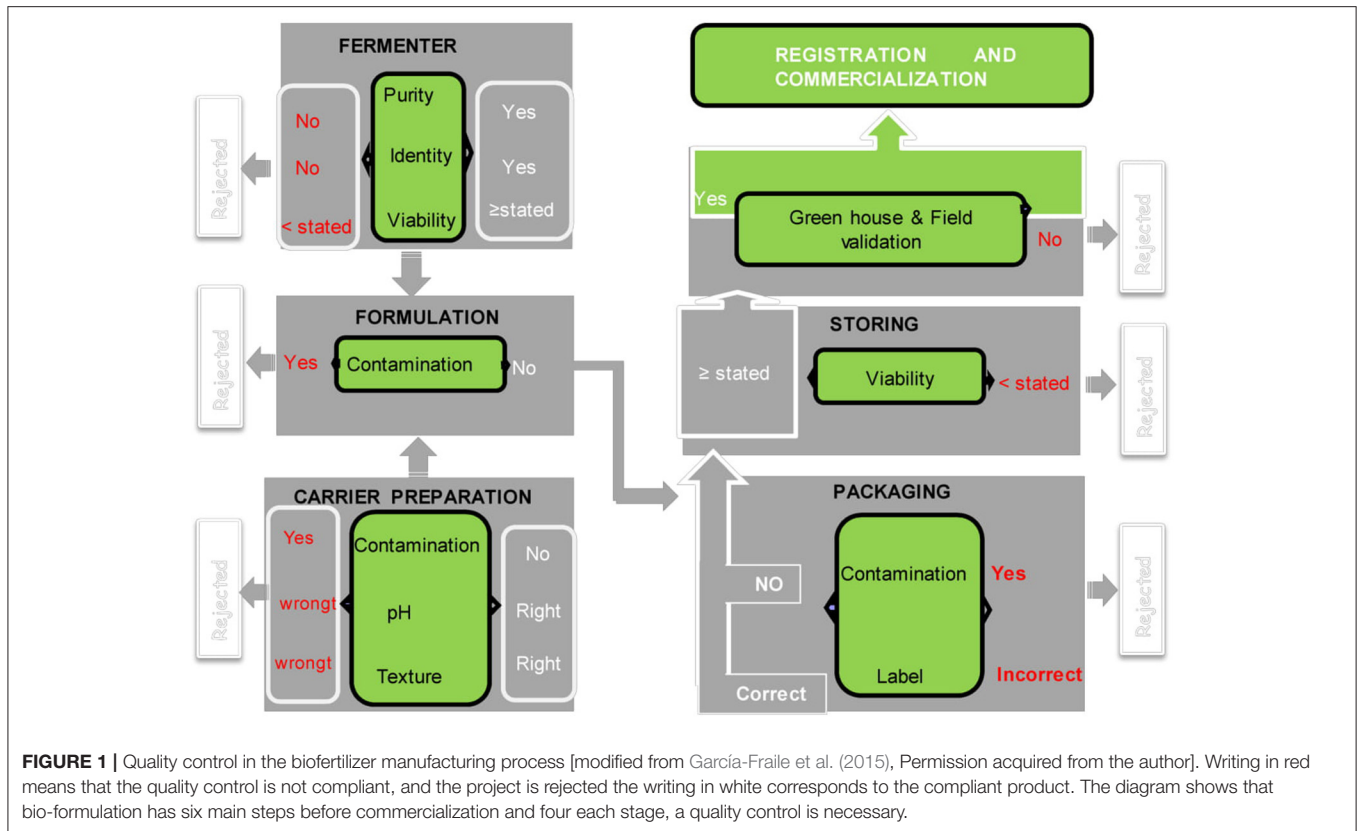 FERMENTER
Rejected
No
No
< stated
Purity
Identity
Viability
Yes
Yes
≥stated
FORMULATION
Rejected
Yes
Contamination
No
CARRIER PREPARATION
Rejected
Yes
wrongt
wrongt
Contamination
pH
Texture
No
Right
Right
REGISTRATION AND
COMMERCIALIZATION
Yes
Green house & Field
validation
No
Rejected
STORING
≥ stated
Viability
< stated
Rejected
PACKAGING
NO
Correct
Contamination
Label
Yes
Incorrect
Rejected
FIGURE 1 | Quality control in the biofertilizer manufacturing process [modified from García-Fraile et al. (2015), Permission acquired from the author]. Writing in red
means that the quality control is not compliant, and the project is rejected the writing in white corresponds to the compliant product. The diagram shows that
bio-formulation has six main steps before commercialization and four each stage, a quality control is necessary.